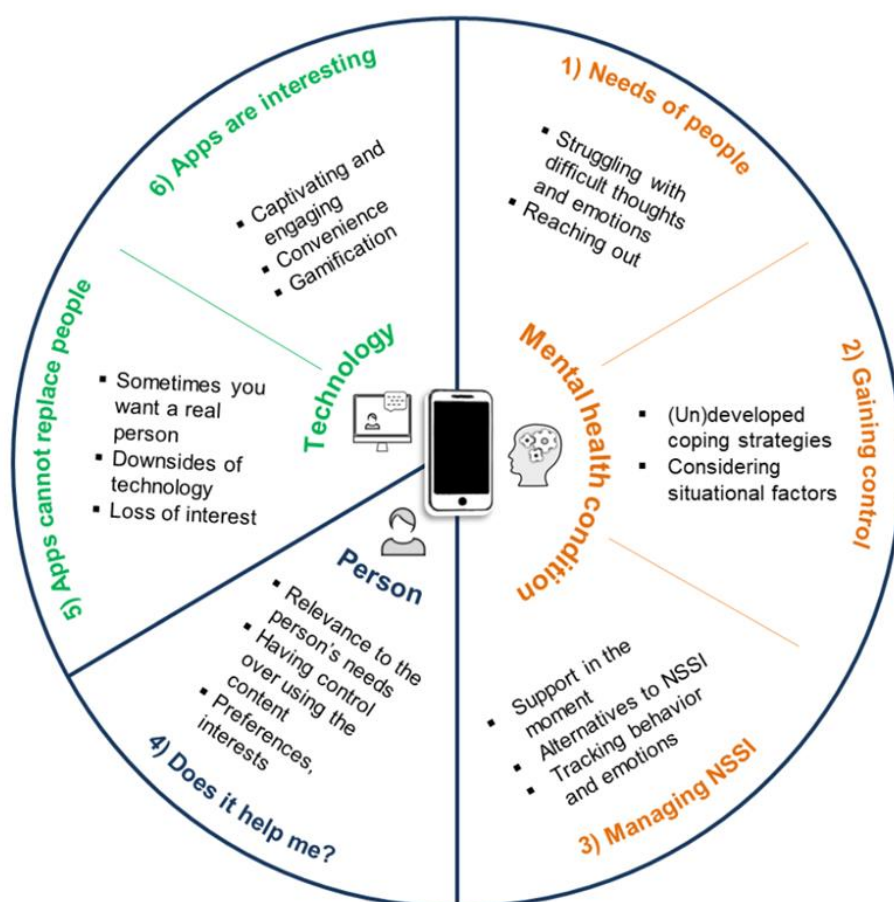 Mental health condition
1) Needs of people
▪ Struggling with
difficult thoughts
and emotions
▪ Reaching out
2) Gaining control
▪ (Un)developed
coping strategies
▪ Considering
situational factors
3) Managing NSSI
▪ Support in the
moment
▪ Alternatives to NSSI
▪ Tracking behavior
and emotions
Person
4) Does it help me?
▪ Relevance to the
person's needs
▪ Having control
over using the
content
▪ Preferences,
interests
Technology
5) Apps cannot replace people
▪ Sometimes you
want a real
person
▪ Downsides of
technology
▪ Loss of interest
6) Apps are interesting
▪ Captivating and
engaging
▪ Convenience
▪ Gamification